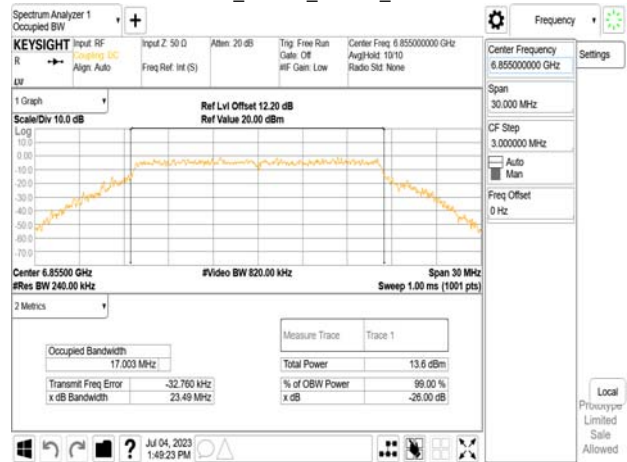 Spectrum Analyzer 1
Occupied BW
+
Frequency
KEYSIGHT
Input: RF
Coupling: DC
Align: Auto
Input Z: 50 Ω
Freq Ref: Int (S)
Atten: 20 dB
Trig: Free Run
Gate: Off
#IF Gain: Low
Center Freq: 6.855000000 GHz
Avg|Hold: 10/10
Radio Std: None
R
LVI
Center Frequency
6.855000000 GHz
Settings
Span
30.000 MHz
CF Step
3.000000 MHz
Auto
Man
Freq Offset
0 Hz
1 Graph
Scale/Div 10.0 dB
Ref Lvl Offset 12.20 dB
Ref Value 20.00 dBm
Log
10.0
0.00
-10.0
-20.0
-30.0
-40.0
-50.0
-60.0
-70.0
Center 6.85500 GHz
#Video BW 820.00 kHz
Span 30 MHz
#Res BW 240.00 kHz
Sweep 1.00 ms (1001 pts)
2 Metrics
Measure Trace
Trace 1
Occupied Bandwidth
17.003 MHz
Total Power
13.6 dBm
Transmit Freq Error
-32.760 kHz
% of OBW Power
99.00 %
x dB Bandwidth
23.49 MHz
x dB
-26.00 dB
Local
Prototype
Limited
Sale
Allowed
?
Jul 04, 2023
1:49:23 PM